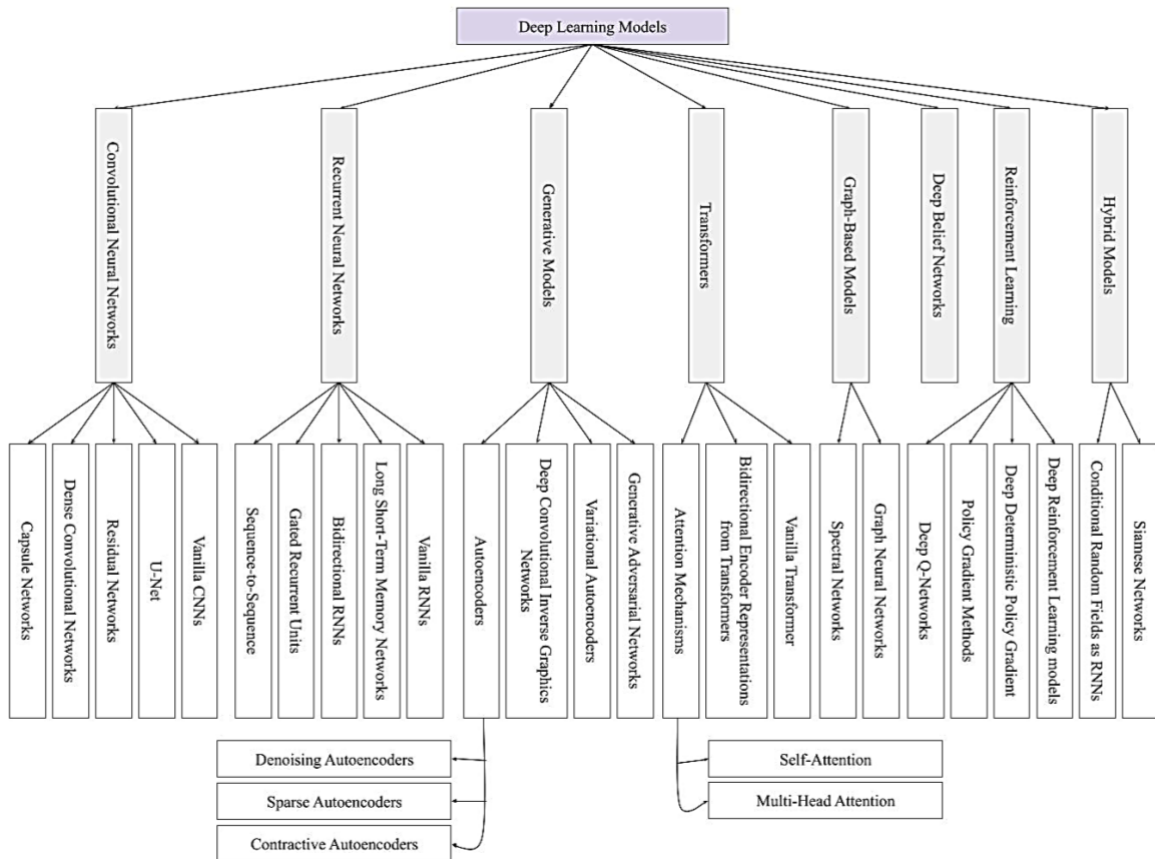 Deep Learning Models
Convolutional Neural Networks
Recurrent Neural Networks
Generative Models
Transformers
Graph-Based Models
Deep Belief Networks
Reinforcement Learning
Hybrid Models
Capsule Networks
Dense Convolutional Networks
Residual Networks
U-Net
Vanilla CNNs
Sequence-to-Sequence
Gated Recurrent Units
Bidirectional RNNs
Long Short-Term Memory Networks
Vanilla RNNs
Autoencoders
Deep Convolutional Inverse Graphics
Networks
Variational Autoencoders
Generative Adversarial Networks
Attention Mechanisms
Bidirectional Encoder Representations
from Transformers
Vanilla Transformer
Spectral Networks
Graph Neural Networks
Deep Q-Networks
Policy Gradient Methods
Deep Deterministic Policy Gradient
Deep Reinforcement Learning models
Conditional Random Fields as RNNs
Siamese Networks
Denoising Autoencoders
Sparse Autoencoders
Contractive Autoencoders
Self-Attention
Multi-Head Attention